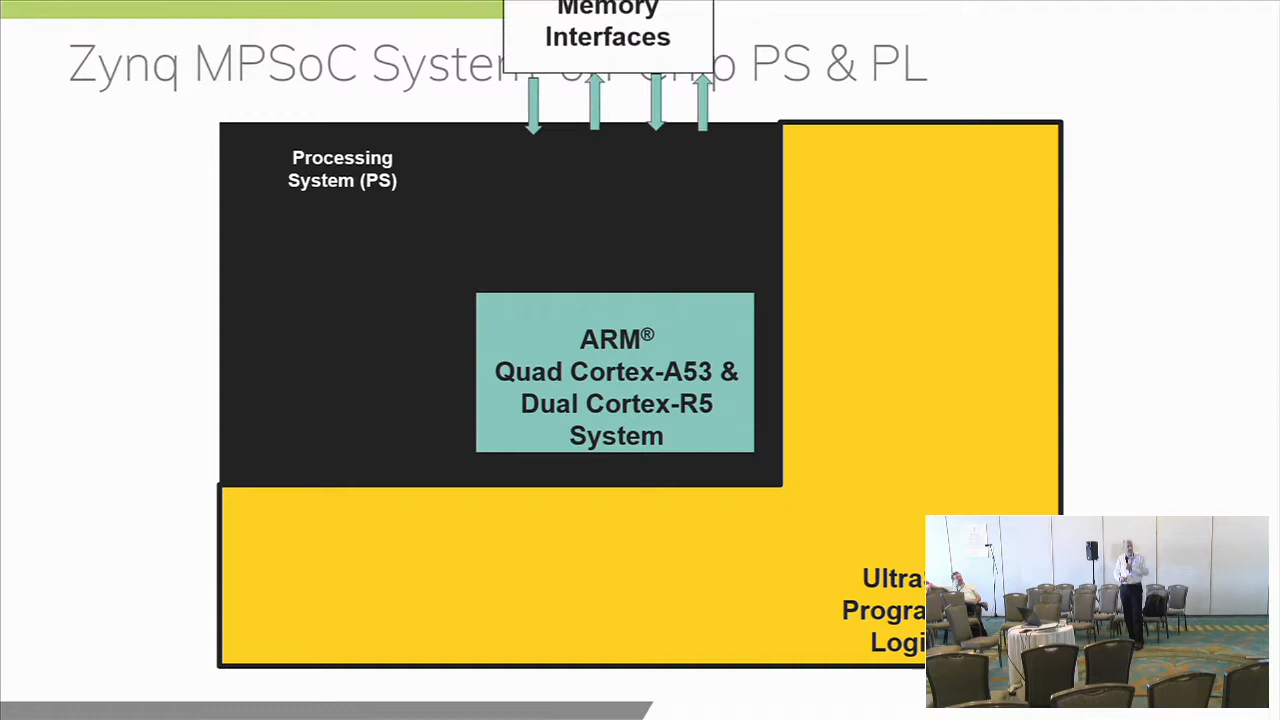 Memory
Interfaces
Zynq MPSoC System PS & PL
Processing
System (PS)
ARM®
Quad Cortex-A53 &
Dual Cortex-R5
System
Ultra
Progra
Logi